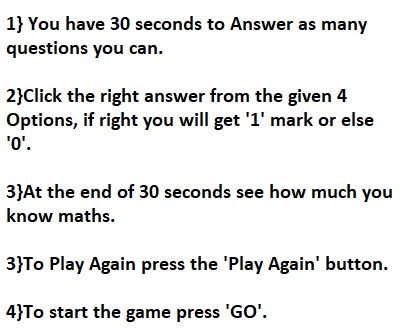 1} You have 30 seconds to Answer as many
questions you can.
2}Click the right answer from the given 4
Options, if right you will get '1' mark or else
'0'.
3}At the end of 30 seconds see how much you
know maths.
3}To Play Again press the 'Play Again' button.
4}To start the game press 'GO'.